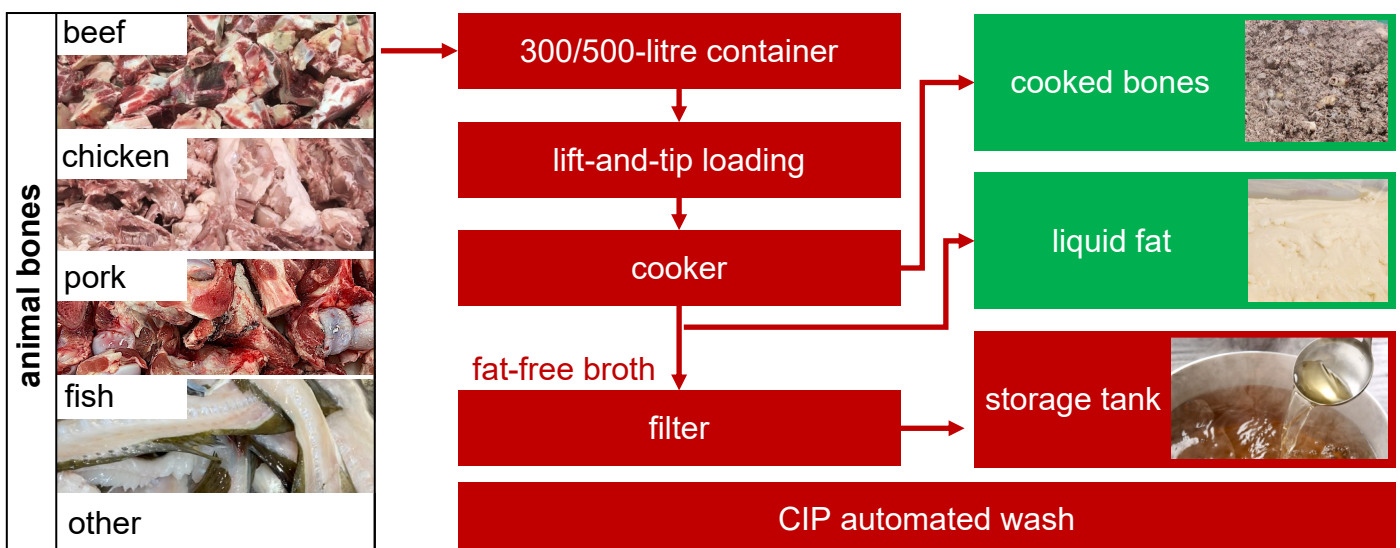 animal bones
beef
chicken
pork
fish
other
300/500-litre container
lift-and-tip loading
cooker
fat-free broth
filter
cooked bones
liquid fat
storage tank
CIP automated wash